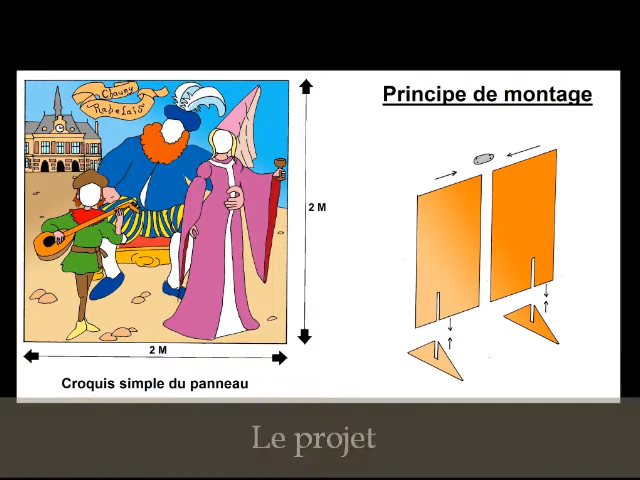 Chauny
Rabelais
Principe de montage
2 M
2 M
Croquis simple du panneau
Le projet